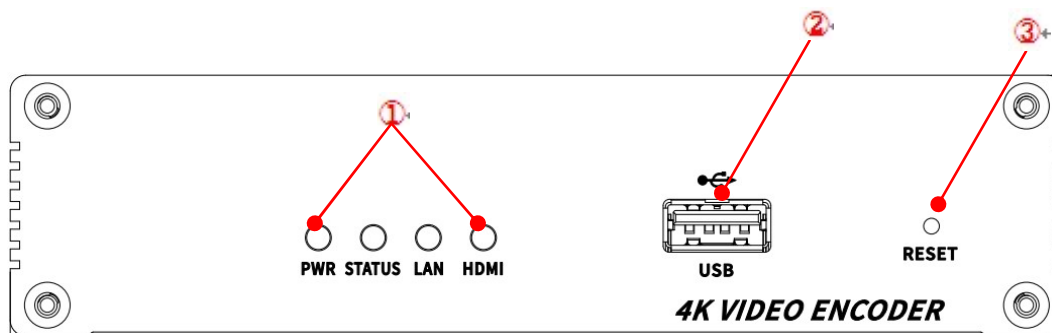 ②
③
①
PWR STATUS LAN HDMI
USB
RESET
4K VIDEO ENCODER